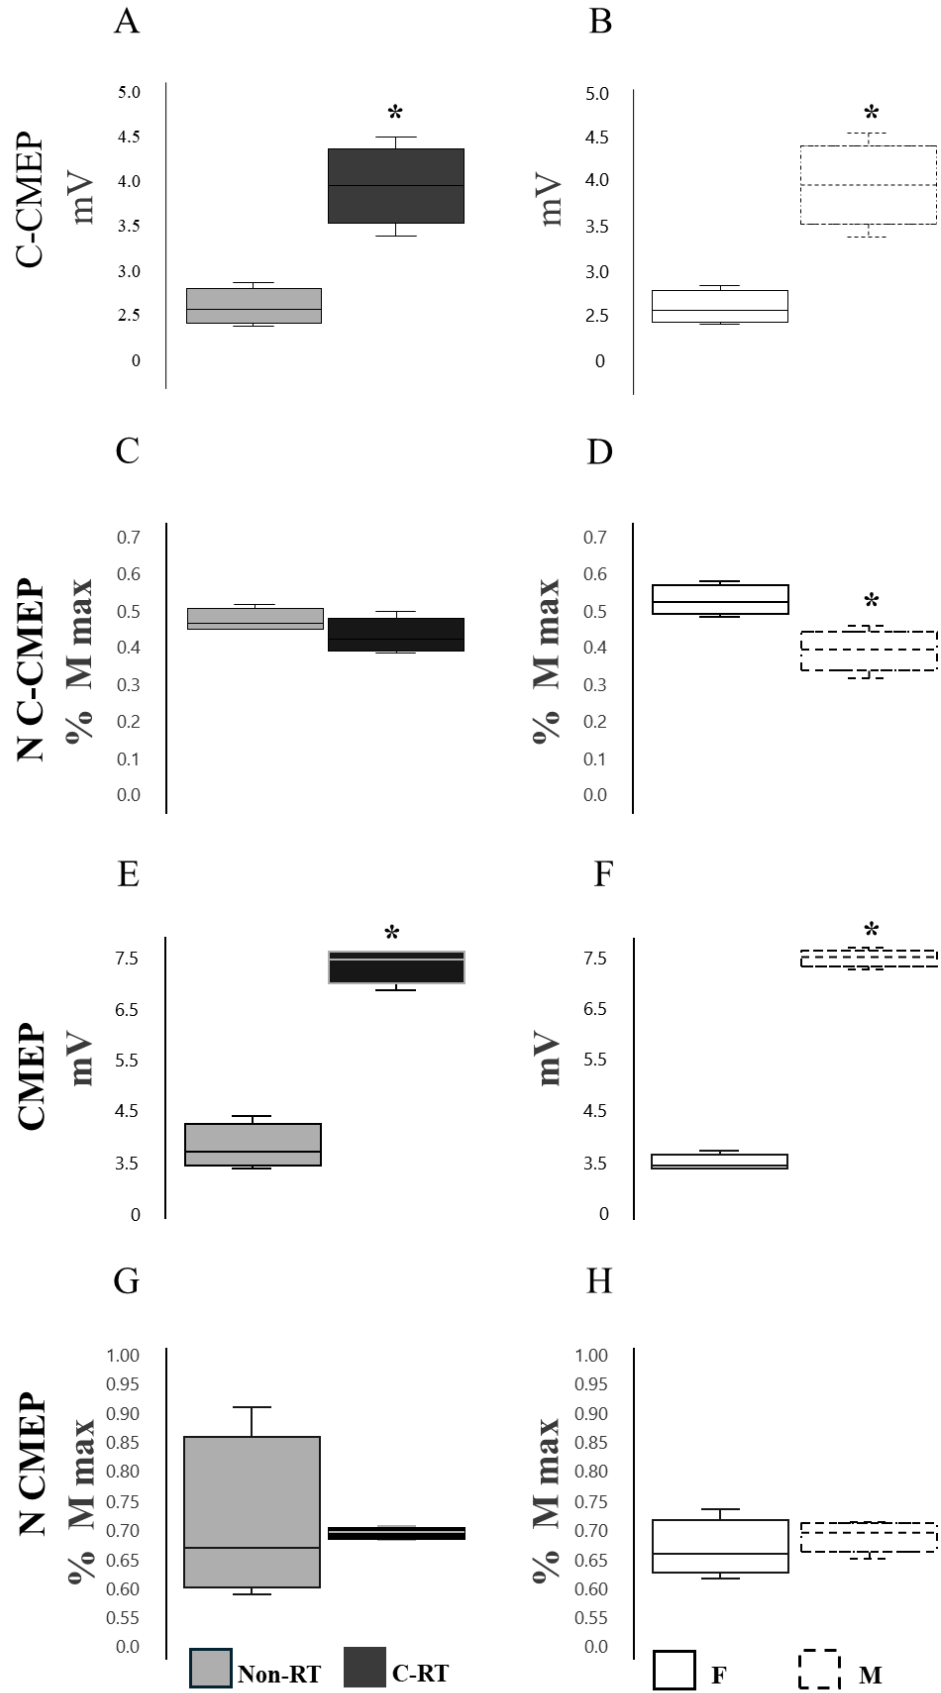 A
B
C-CMEP
mV
5.0
4.5
4.0
3.5
3.0
2.5
0
*
mV
5.0
4.5
4.0
3.5
3.0
2.5
0
*
C
D
N C-CMEP
% M max
0.7
0.6
0.5
0.4
0.3
0.2
0.1
0.0
% M max
0.7
0.6
0.5
0.4
0.3
0.2
0.1
0.0
*
E
F
CMEP
mV
7.5
6.5
5.5
4.5
3.5
0
*
mV
7.5
6.5
5.5
4.5
3.5
0
*
G
H
N CMEP
% M max
1.00
0.95
0.90
0.85
0.80
0.75
0.70
0.65
0.60
0.55
0.0
% M max
1.00
0.95
0.90
0.85
0.80
0.75
0.70
0.65
0.60
0.55
0.0
Non-RT
C-RT
F
M